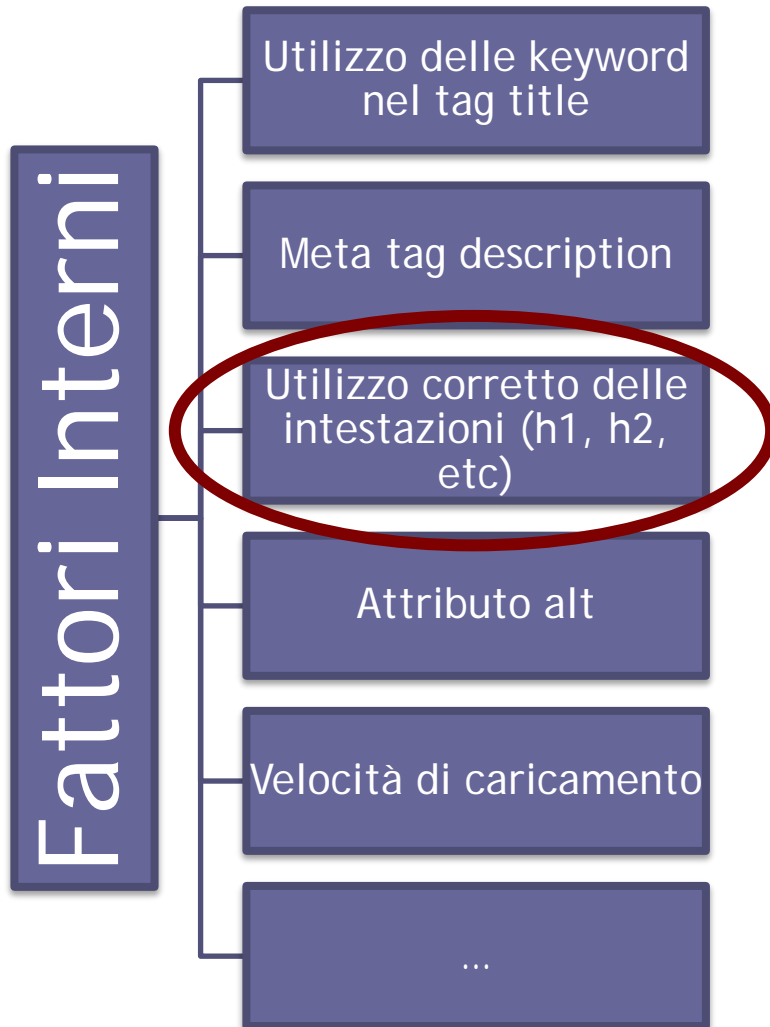 Fattori Interni
Utilizzo delle keyword
nel tag title
Meta tag description
Utilizzo corretto delle
intestazioni (h1, h2,
etc)
Attributo alt
Velocità di caricamento
...